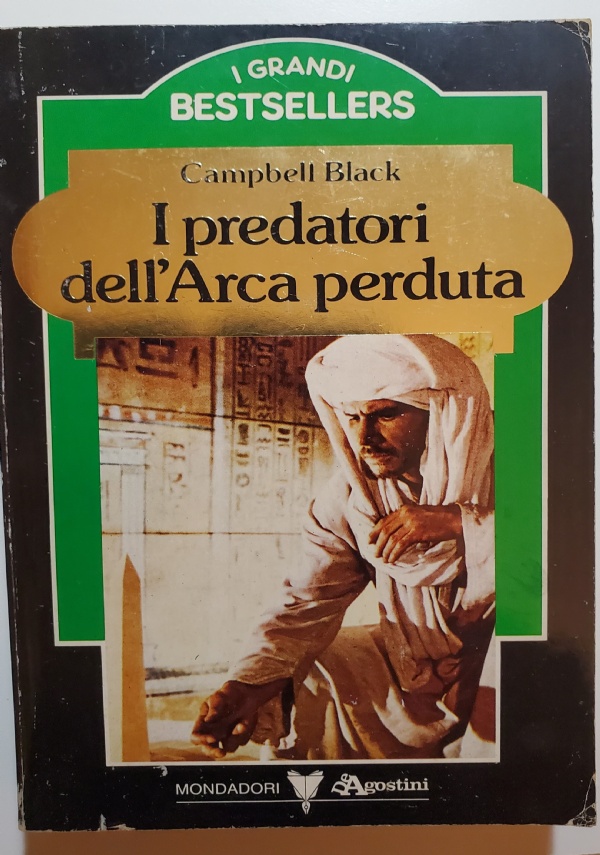 I GRANDI
BESTSELLERS
Campbell Black
I predatori
dell'Arca perduta
MONDADORI DeAgostini